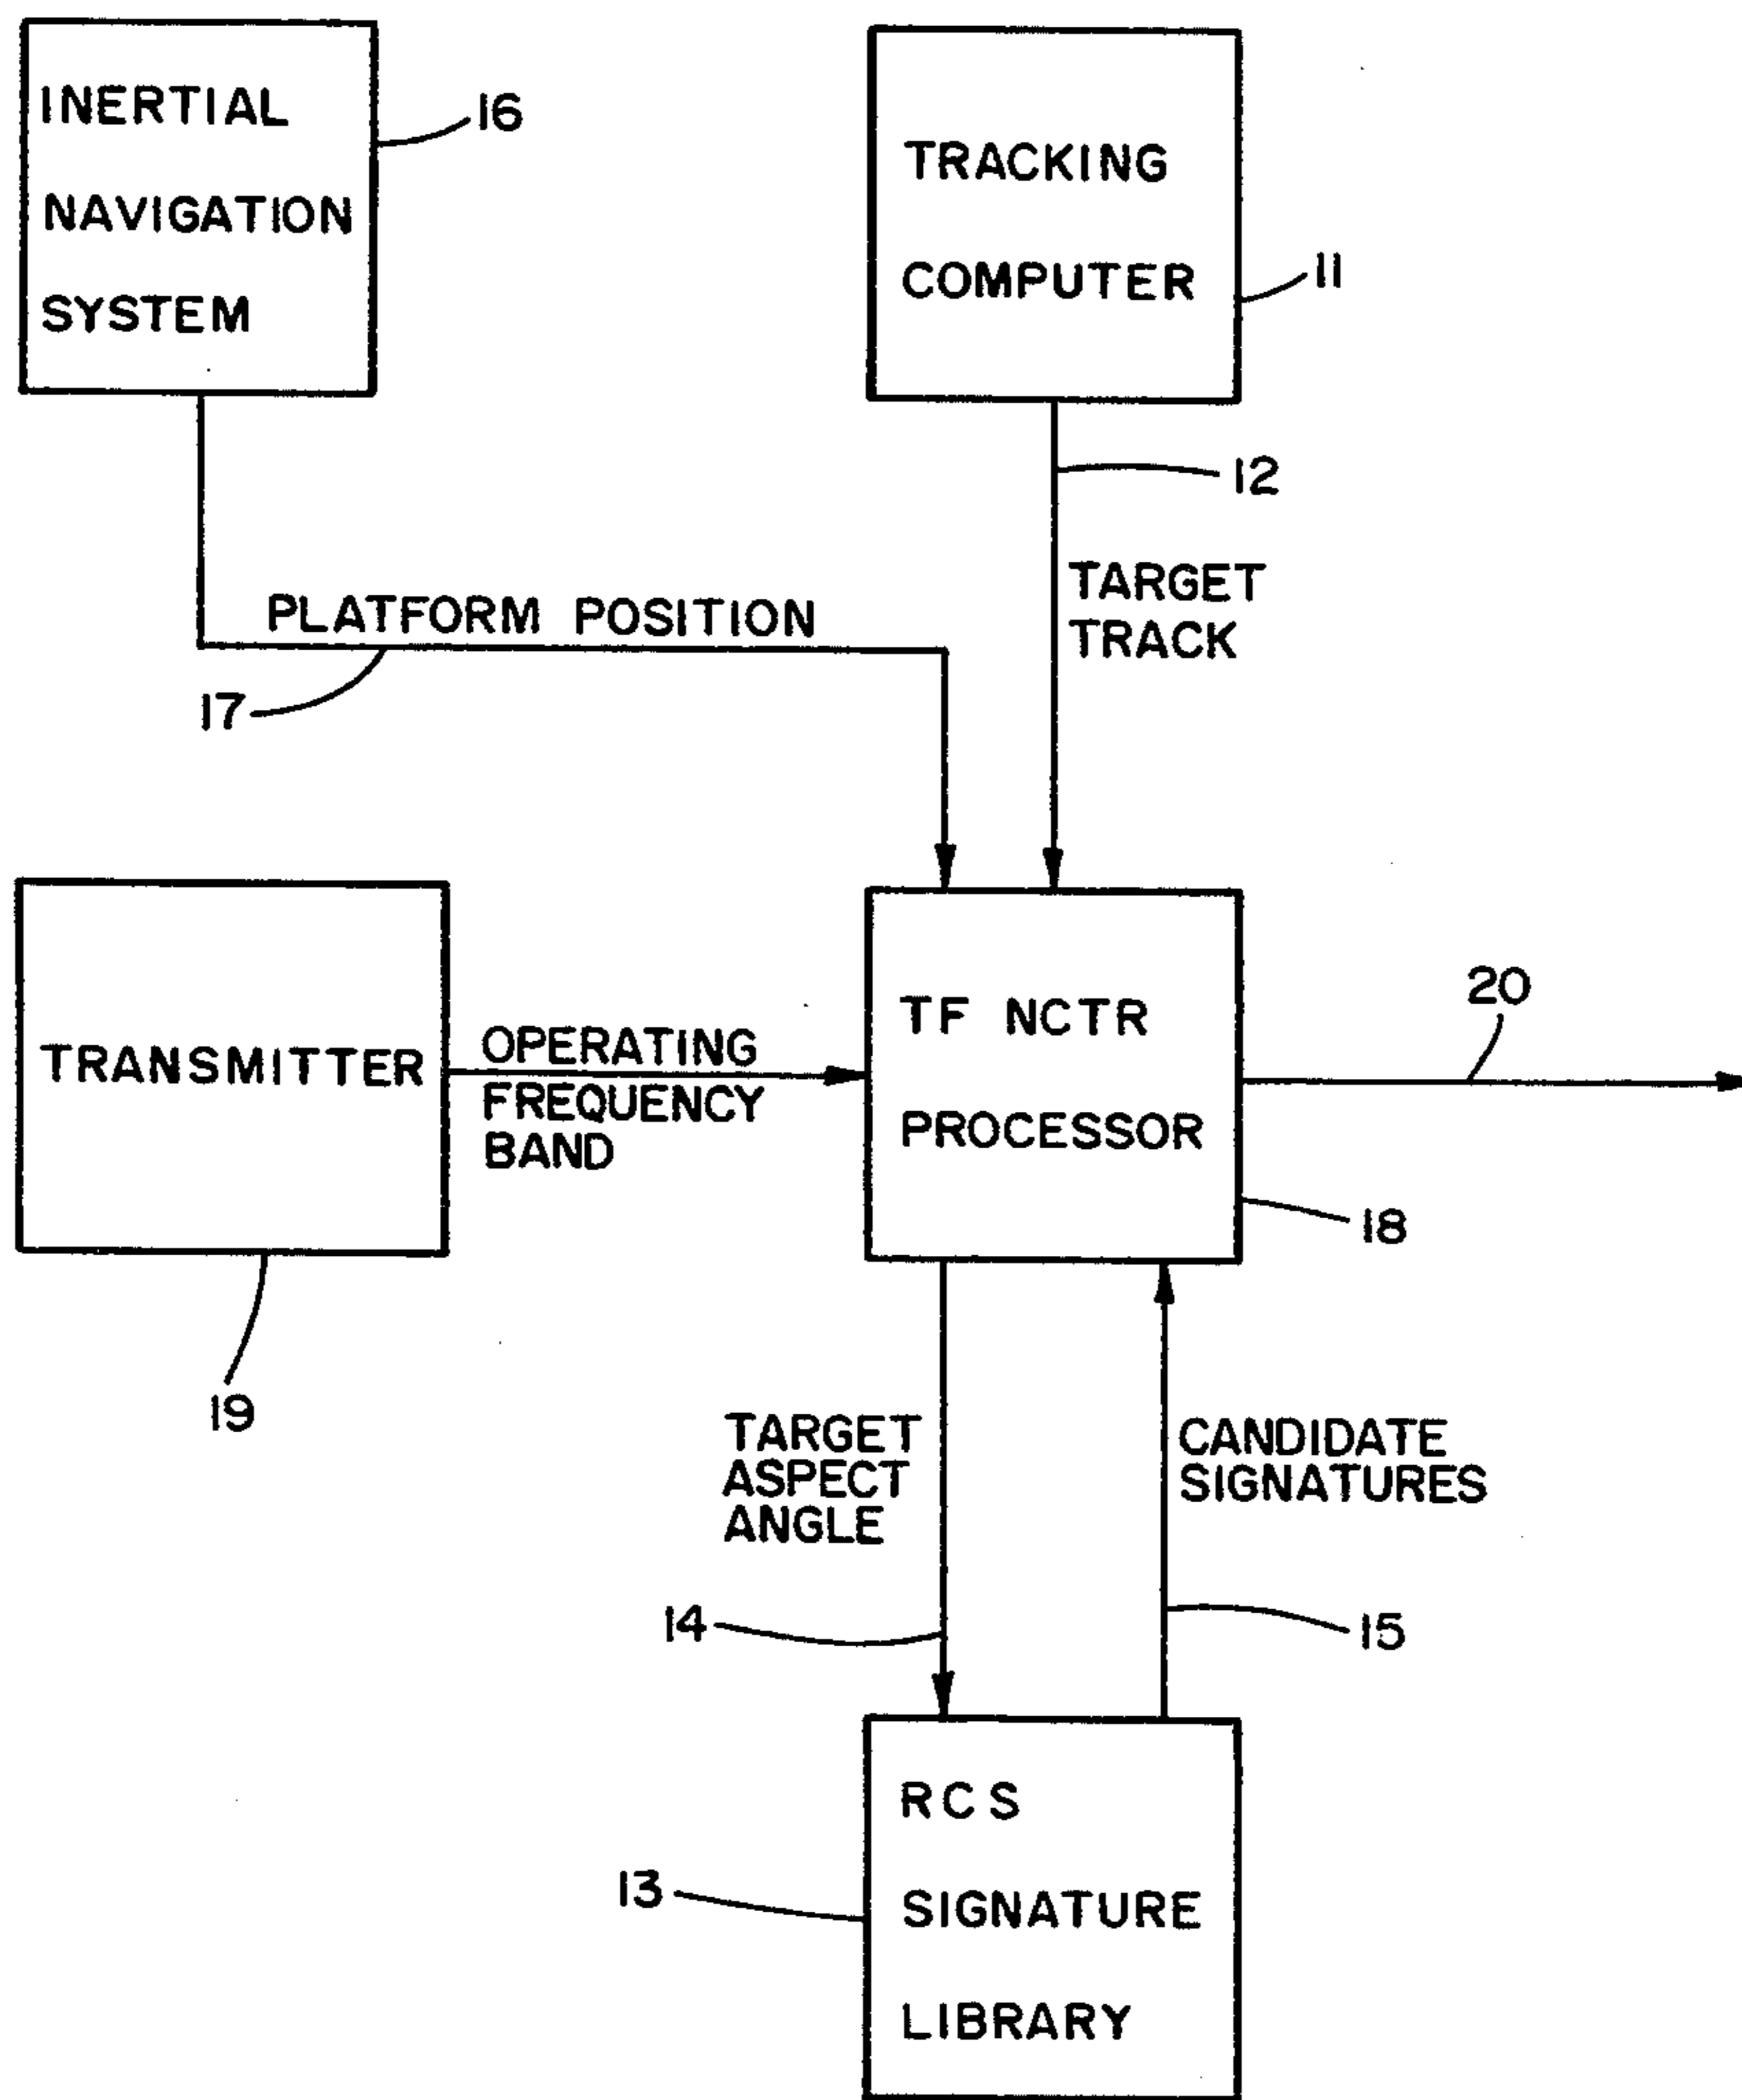 INERTIAL
NAVIGATION
SYSTEM
16
TRACKING
COMPUTER
11
12
TARGET
TRACK
PLATFORM POSITION
17
TRANSMITTER
19
OPERATING
FREQUENCY
BAND
TF NCTR
PROCESSOR
18
20
TARGET
ASPECT
ANGLE
14
CANDIDATE
SIGNATURES
15
RCS
SIGNATURE
LIBRARY
13